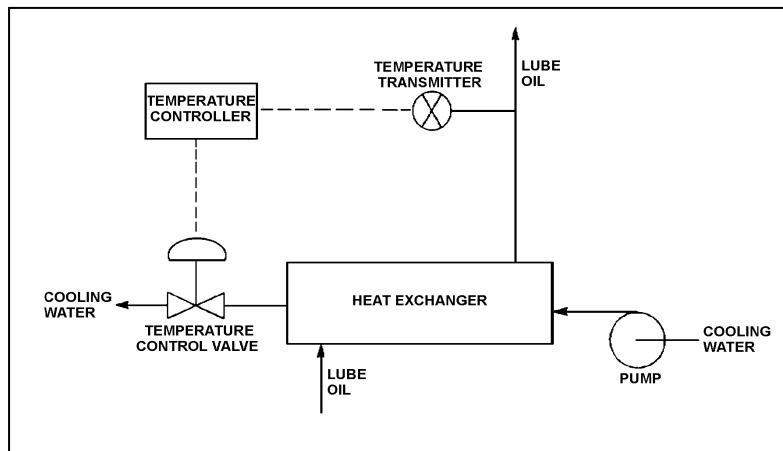 TEMPERATURE
TRANSMITTER
LUBE
OIL
TEMPERATURE
CONTROLLER
HEAT EXCHANGER
COOLING
WATER
TEMPERATURE
CONTROL VALVE
COOLING
WATER
PUMP
LUBE
OIL